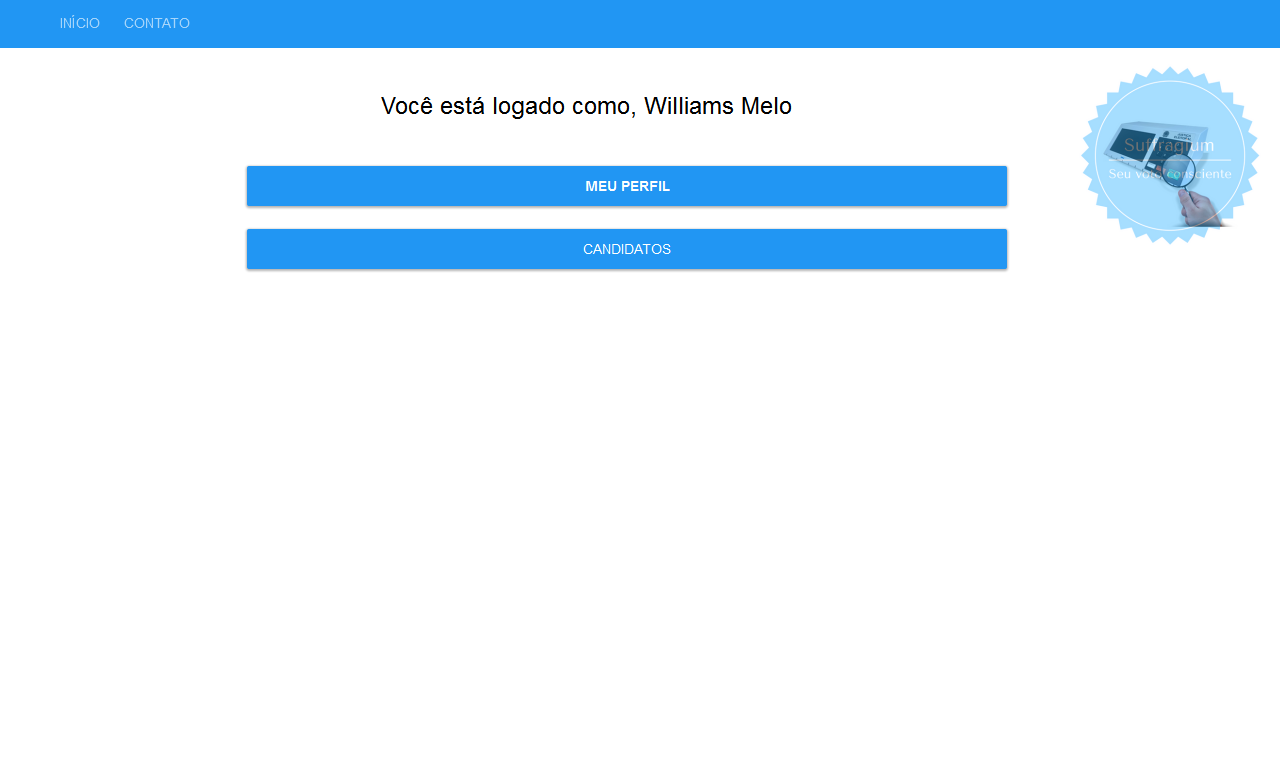 INÍCIO CONTATO
Você está logado como, Williams Melo
Suffragium
Seu voto Consciente
MEU PERFIL
CANDIDATOS